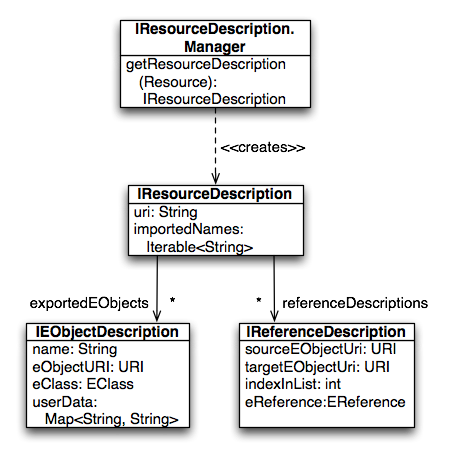 IResourceDescription.
Manager
getResourceDescription
(Resource):
IResourceDescription
<<creates>>
IResourceDescription
uri: String
importedNames:
Iterable<String>
exportedEObjects *
* referenceDescriptions
IEObjectDescription
name: String
eObjectURI: URI
eClass: EClass
userData:
Map<String, String>
IReferenceDescription
sourceEObjectUri: URI
targetEObjectUri: URI
indexInList: int
eReference:EReference